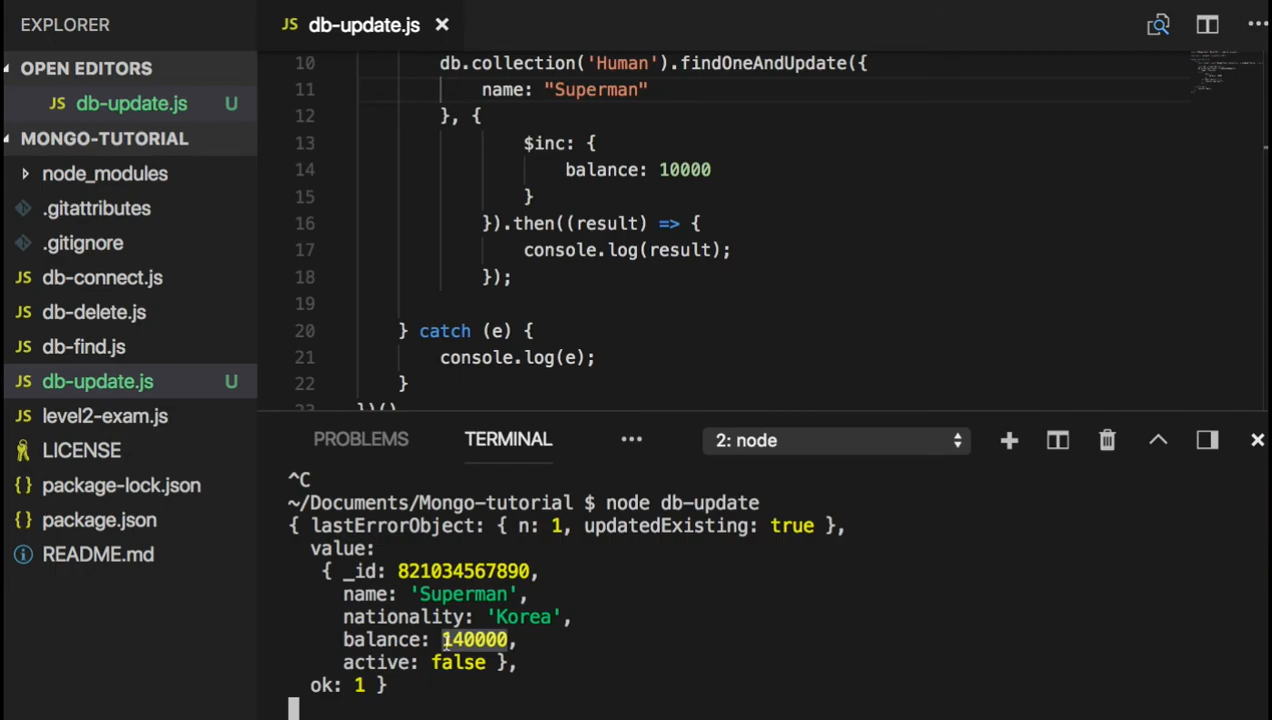 EXPLORER
OPEN EDITORS
JS db-update.js U
MONGO-TUTORIAL
node_modules
.gitattributes
.gitignore
JS db-connect.js
JS db-delete.js
JS db-find.js
JS db-update.js U
JS level2-exam.js
LICENSE
{} package-lock.json
{} package.json
README.md
JS db-update.js ×
10 db.collection('Human').findOneAndUpdate({
11 name: "Superman"
12 }, {
13 $inc: {
14 balance: 10000
15 }
16 }).then((result) => {
17 console.log(result);
18 });
19
20 } catch (e) {
21 console.log(e);
22 }
23 })()
PROBLEMS TERMINAL ••• 2: node
^C
~/Documents/Mongo-tutorial $ node db-update
{ lastErrorObject: { n: 1, updatedExisting: true },
value:
{ _id: 821034567890,
name: 'Superman',
nationality: 'Korea',
balance: 140000,
active: false },
ok: 1 }